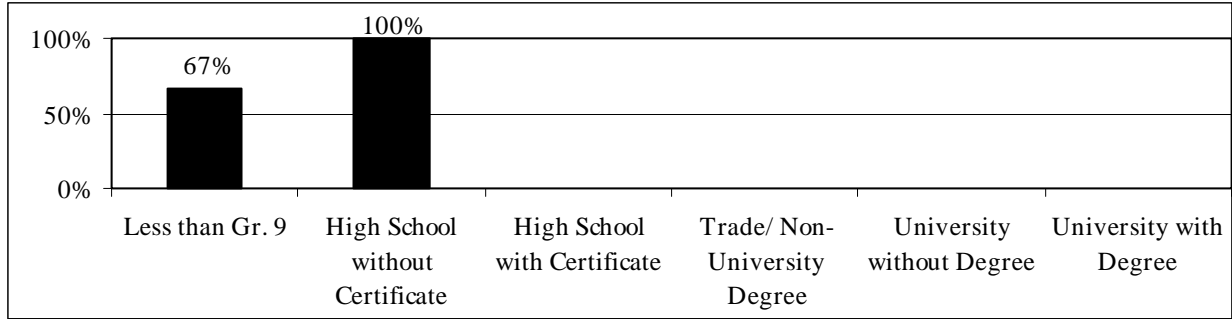 100%
67%
100%
50%
0%
Less than Gr. 9
High School
without
Certificate
High School
with Certificate
Trade/ Non-
University
Degree
University
without Degree
University with
Degree